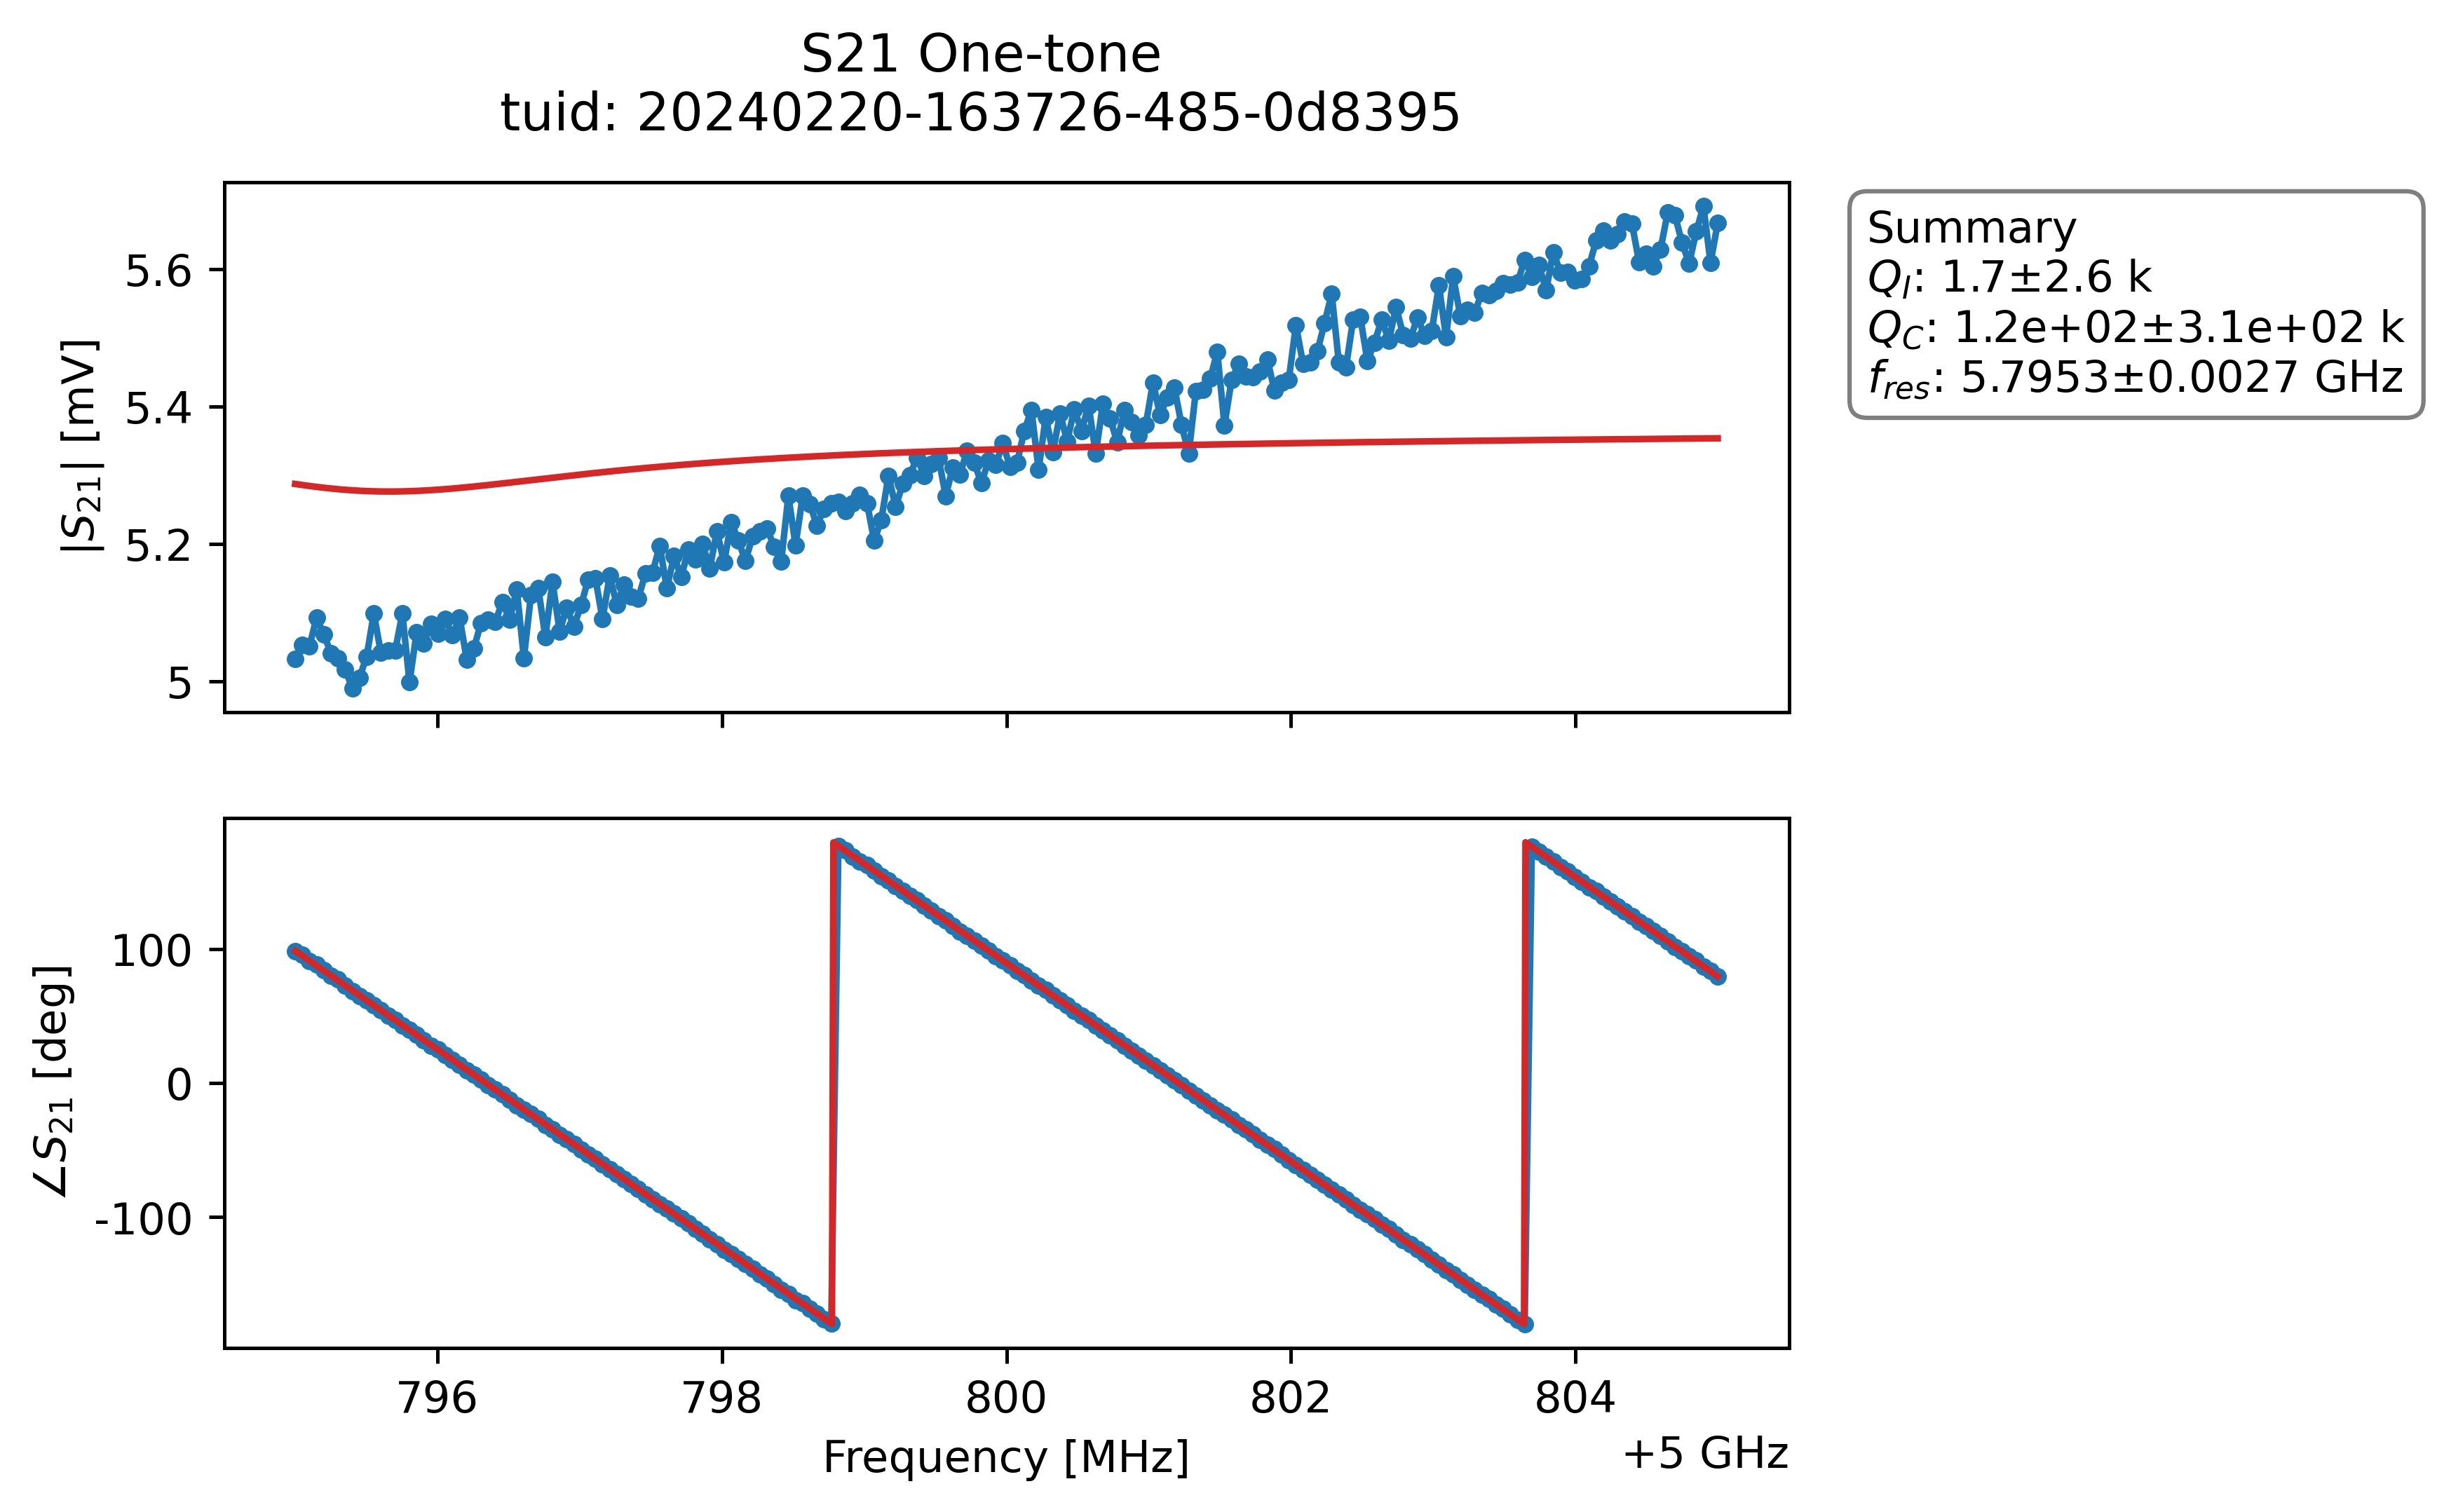 S21 One-tone
tuid: 20240220-163726-485-0d8395
|S₂₁| [mV]
5.6
5.4
5.2
5
Summary
Q_I: 1.7±2.6 k
Q_C: 1.2e+02±3.1e+02 k
f_res: 5.7953±0.0027 GHz
∠S₂₁ [deg]
100
0
-100
796 798 800 802 804
Frequency [MHz]
+5 GHz